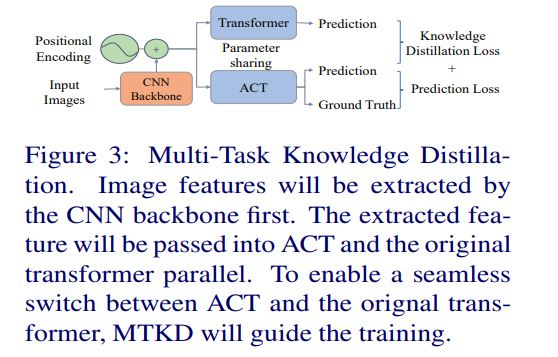 Positional
Encoding
+
Input
Images
CNN
Backbone
Transformer
Parameter
sharing
ACT
Prediction
Prediction
Ground Truth
Knowledge
Distillation Loss
+
Prediction Loss
Figure 3: Multi-Task Knowledge Distilla-
tion. Image features will be extracted by
the CNN backbone first. The extracted fea-
ture will be passed into ACT and the original
transformer parallel. To enable a seamless
switch between ACT and the orignal trans-
former, MTKD will guide the training.